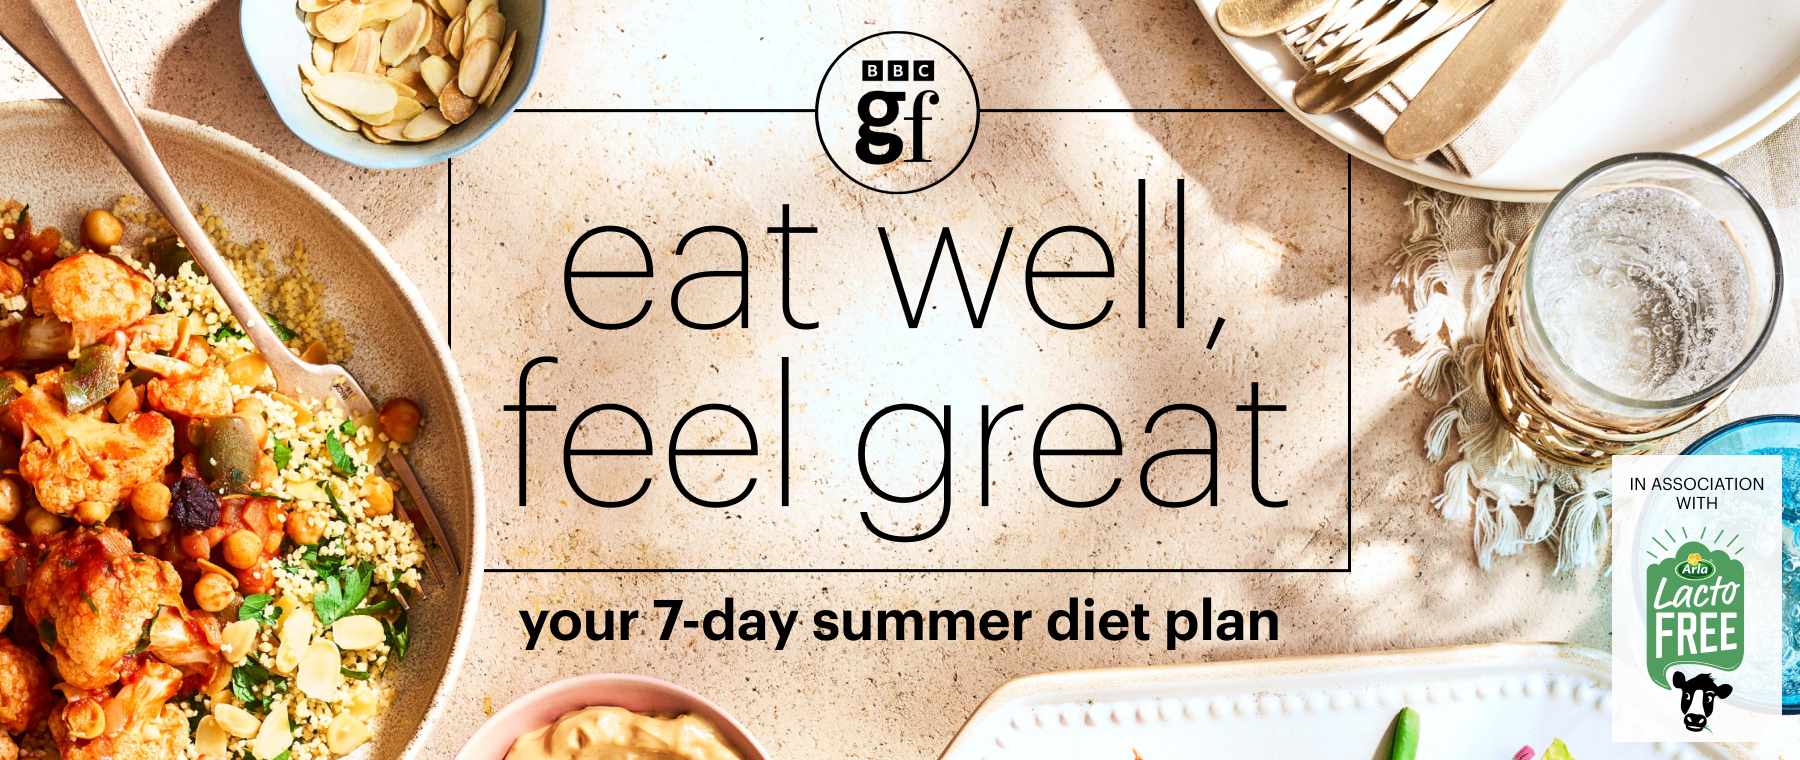 BBC
gf
eat well,
feel great
your 7-day summer diet plan
IN ASSOCIATION
WITH
Arla
Lacto
FREE